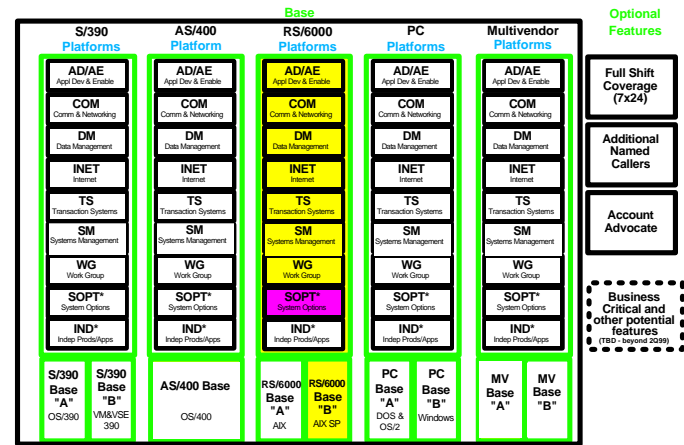 Base
Optional
Features
S/390
Platforms
AS/400
Platform
RS/6000
Platforms
PC
Platforms
Multivendor
Platforms
AD/AE
Appl Dev & Enable
COM
Comm & Networking
DM
Data Management
INET
Internet
TS
Transaction Systems
SM
Systems Management
WG
Work Group
SOPT*
System Options
IND*
Indep Prods/Apps
AD/AE
Appl Dev & Enable
COM
Comm & Networking
DM
Data Management
INET
Internet
TS
Transaction Systems
SM
Systems Management
WG
Work Group
SOPT*
System Options
IND*
Indep Prods/Apps
AD/AE
Appl Dev & Enable
COM
Comm & Networking
DM
Data Management
INET
Internet
TS
Transaction Systems
SM
Systems Management
WG
Work Group
SOPT*
System Options
IND*
Indep Prods/Apps
AD/AE
Appl Dev & Enable
COM
Comm & Networking
DM
Data Management
INET
Internet
TS
Transaction Systems
SM
Systems Management
WG
Work Group
SOPT*
System Options
IND*
Indep Prods/Apps
AD/AE
Appl Dev & Enable
COM
Comm & Networking
DM
Data Management
INET
Internet
TS
Transaction Systems
SM
Systems Management
WG
Work Group
SOPT*
System Options
IND*
Indep Prods/Apps
S/390
Base
"A"
OS/390
S/390
Base
"B"
VM&VSE
390
AS/400 Base
OS/400
RS/6000
Base
"A"
AIX
RS/6000
Base
"B"
AIX SP
PC
Base
"A"
DOS &
OS/2
PC
Base
"B"
Windows
MV
Base
"A"
MV
Base
"B"
Full Shift
Coverage
(7x24)
Additional
Named
Callers
Account
Advocate
Business
Critical and
other potential
features
(TBD - beyond 2Q99)